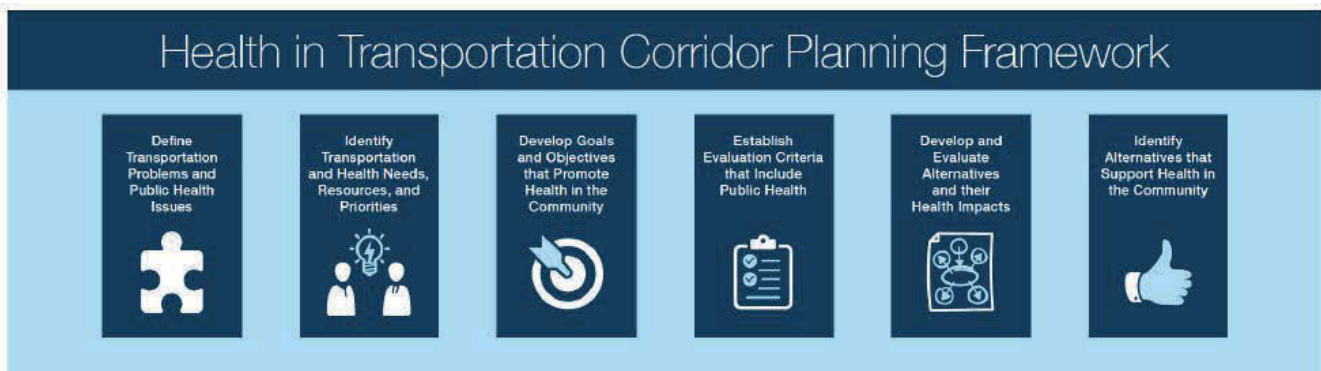 Health in Transportation Corridor Planning Framework
Define
Transportation
Problems and
Public Health
Issues
Identify
Transportation
and Health Needs,
Resources, and
Priorities
Develop Goals
and Objectives
that Promote
Health in the
Community
Establish
Evaluation Criteria
that Include
Public Health
Develop and
Evaluate
Alternatives
and their
Health Impacts
Identify
Alternatives that
Support Health in
the Community